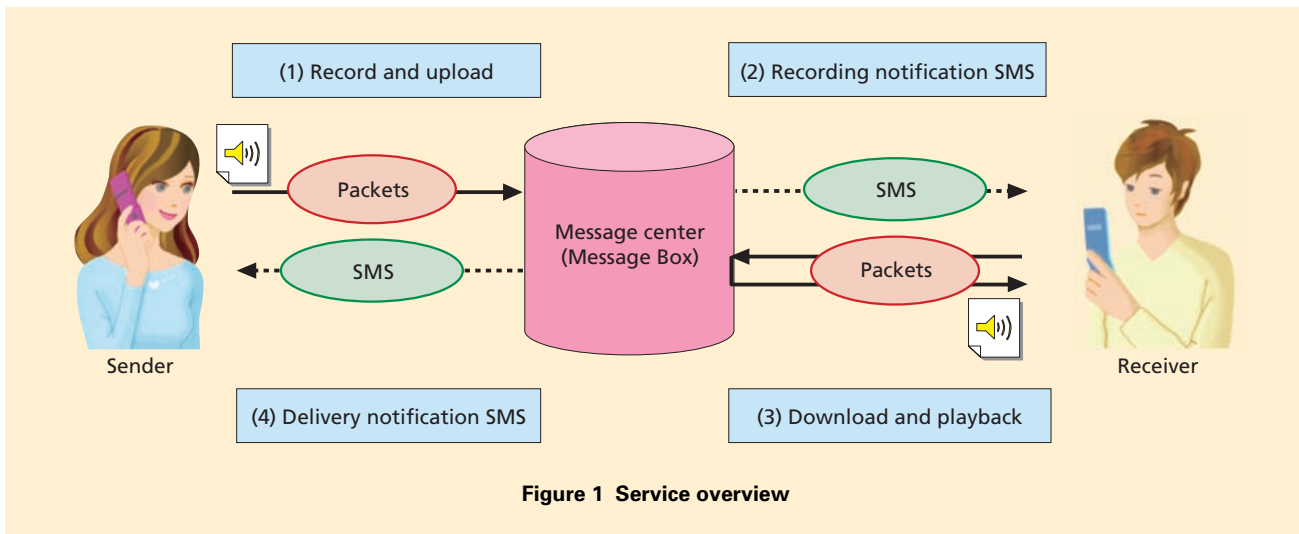 (1) Record and upload
(2) Recording notification SMS
Packets
SMS
Message center
(Message Box)
SMS
Packets
Sender
Receiver
(4) Delivery notification SMS
(3) Download and playback
Figure 1 Service overview